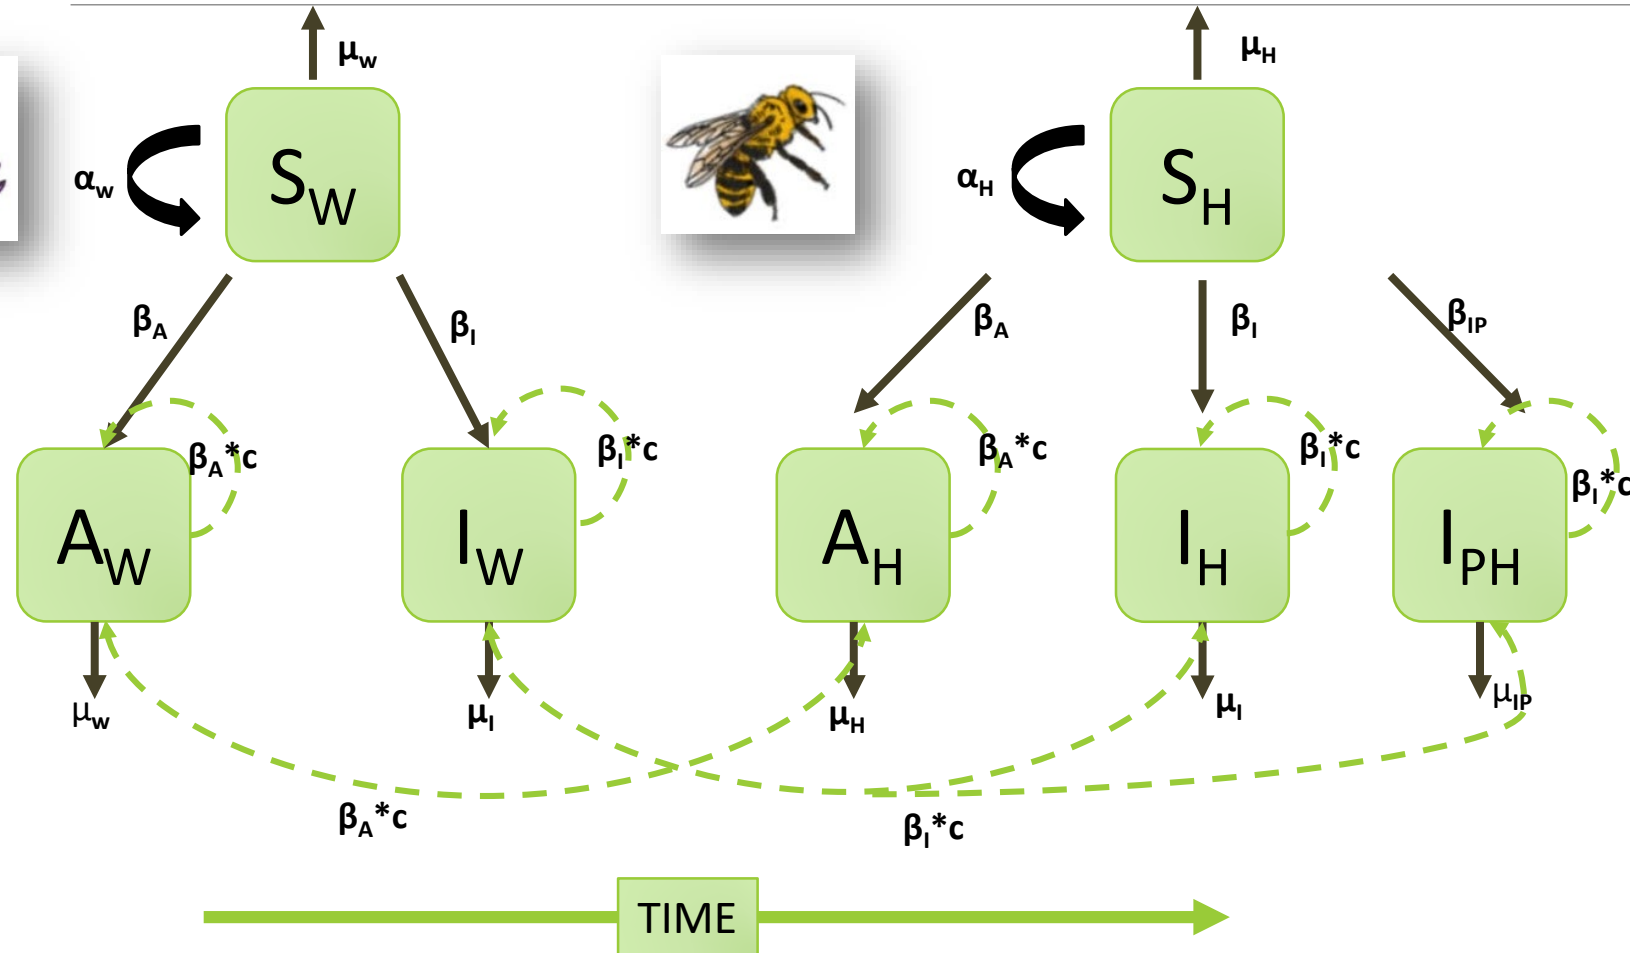 μw
μH
αw
SW
αH
SH
βA
βI
βA
βI
βIP
βA*c
βI*c
βA*c
βI*c
βI*c
AW
IW
AH
IH
IPH
μw
μI
μH
μI
μIP
βA*c
βI*c
TIME